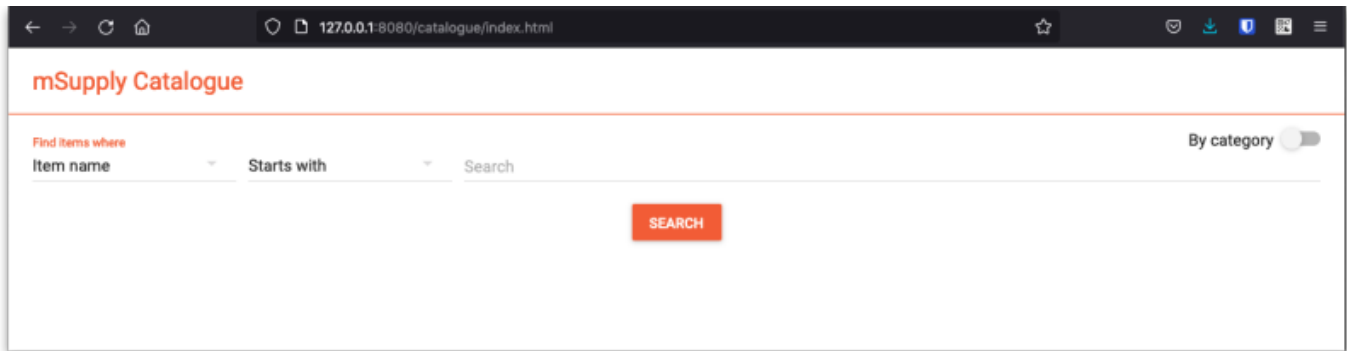 127.0.0.1:8080/catalogue/index.html
mSupply Catalogue
By category
Find items where
Item name
Starts with
Search
SEARCH